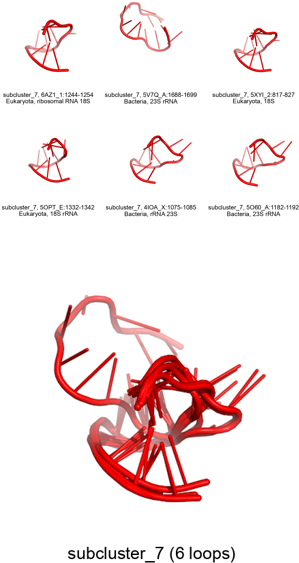 subcluster_7, 6AZ1_1:1244-1254
Eukaryota, ribosomal RNA 18S
subcluster_7, 5V7Q_A:1688-1699
Bacteria, 23S rRNA
subcluster_7, 5XYI_2:817-827
Eukaryota, 18S
subcluster_7, 5OPT_E:1332-1342
Eukaryota, 18S rRNA
subcluster_7, 4IOA_X:1075-1085
Bacteria, rRNA 23S
subcluster_7, 5O60_A:1182-1192
Bacteria, 23S rRNA
subcluster_7 (6 loops)